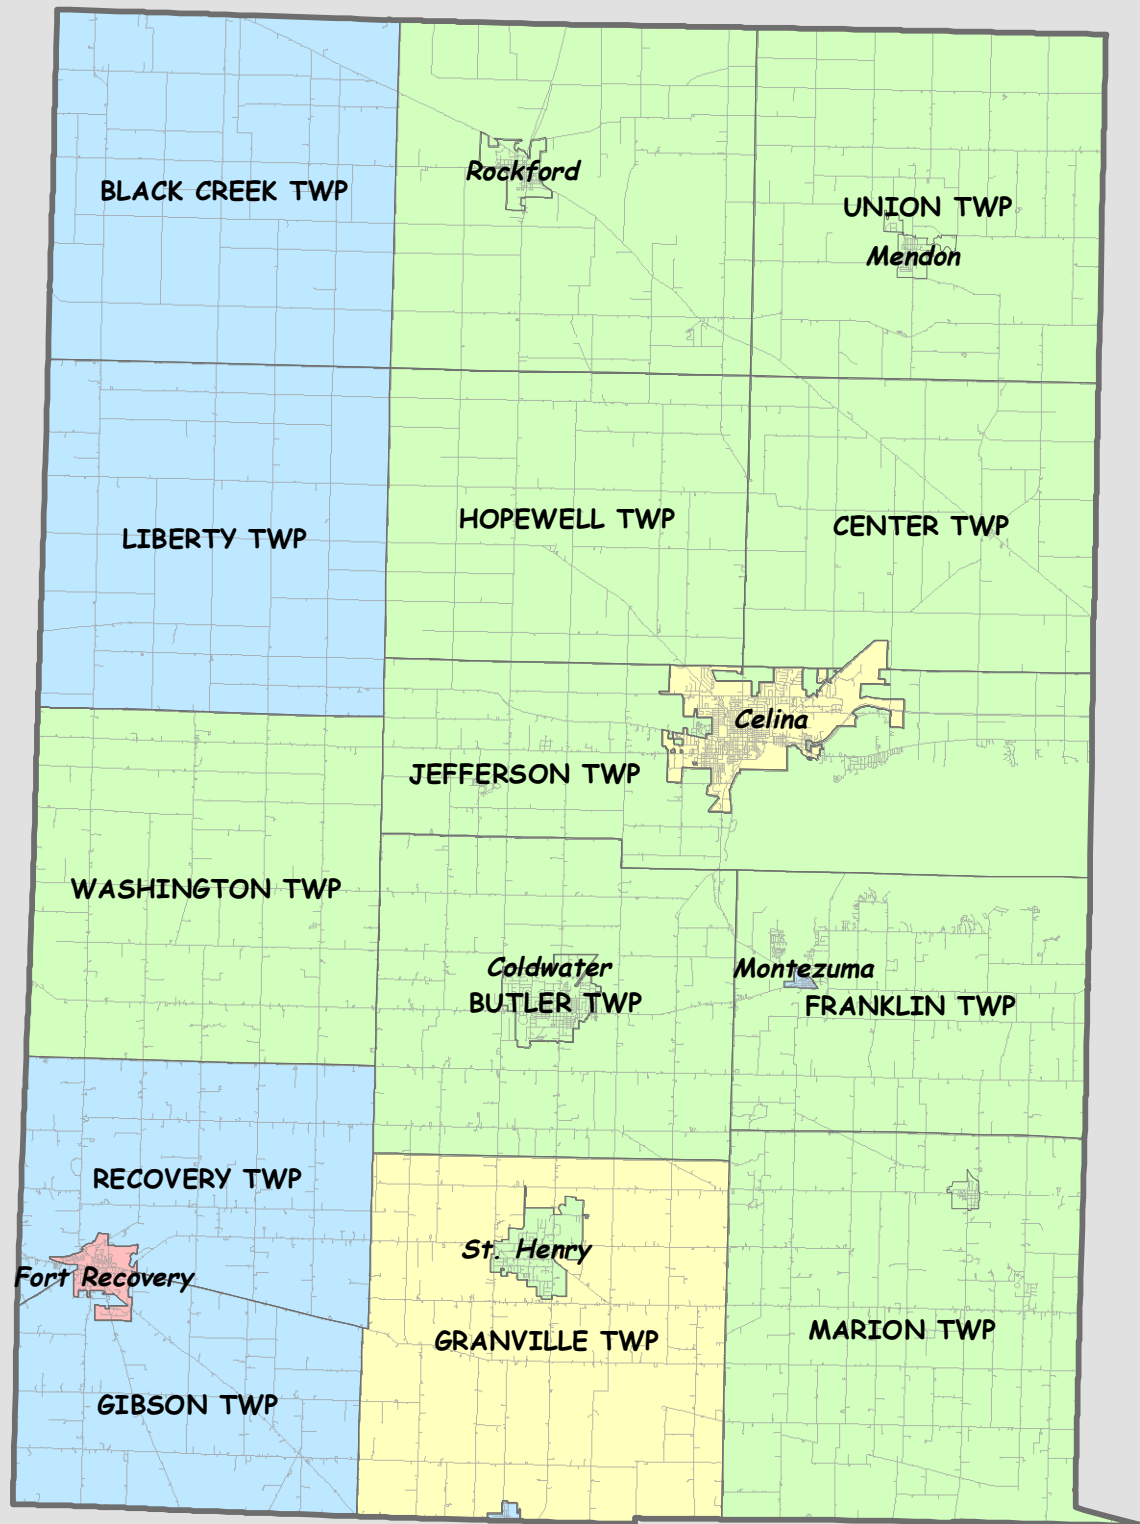 Rockford
BLACK CREEK TWP
UNION TWP
Mendon
HOPEWELL TWP
CENTER TWP
LIBERTY TWP
Celina
JEFFERSON TWP
WASHINGTON TWP
Coldwater
BUTLER TWP
Montezuma
FRANKLIN TWP
RECOVERY TWP
Fort Recovery
St. Henry
GRANVILLE TWP
MARION TWP
GIBSON TWP